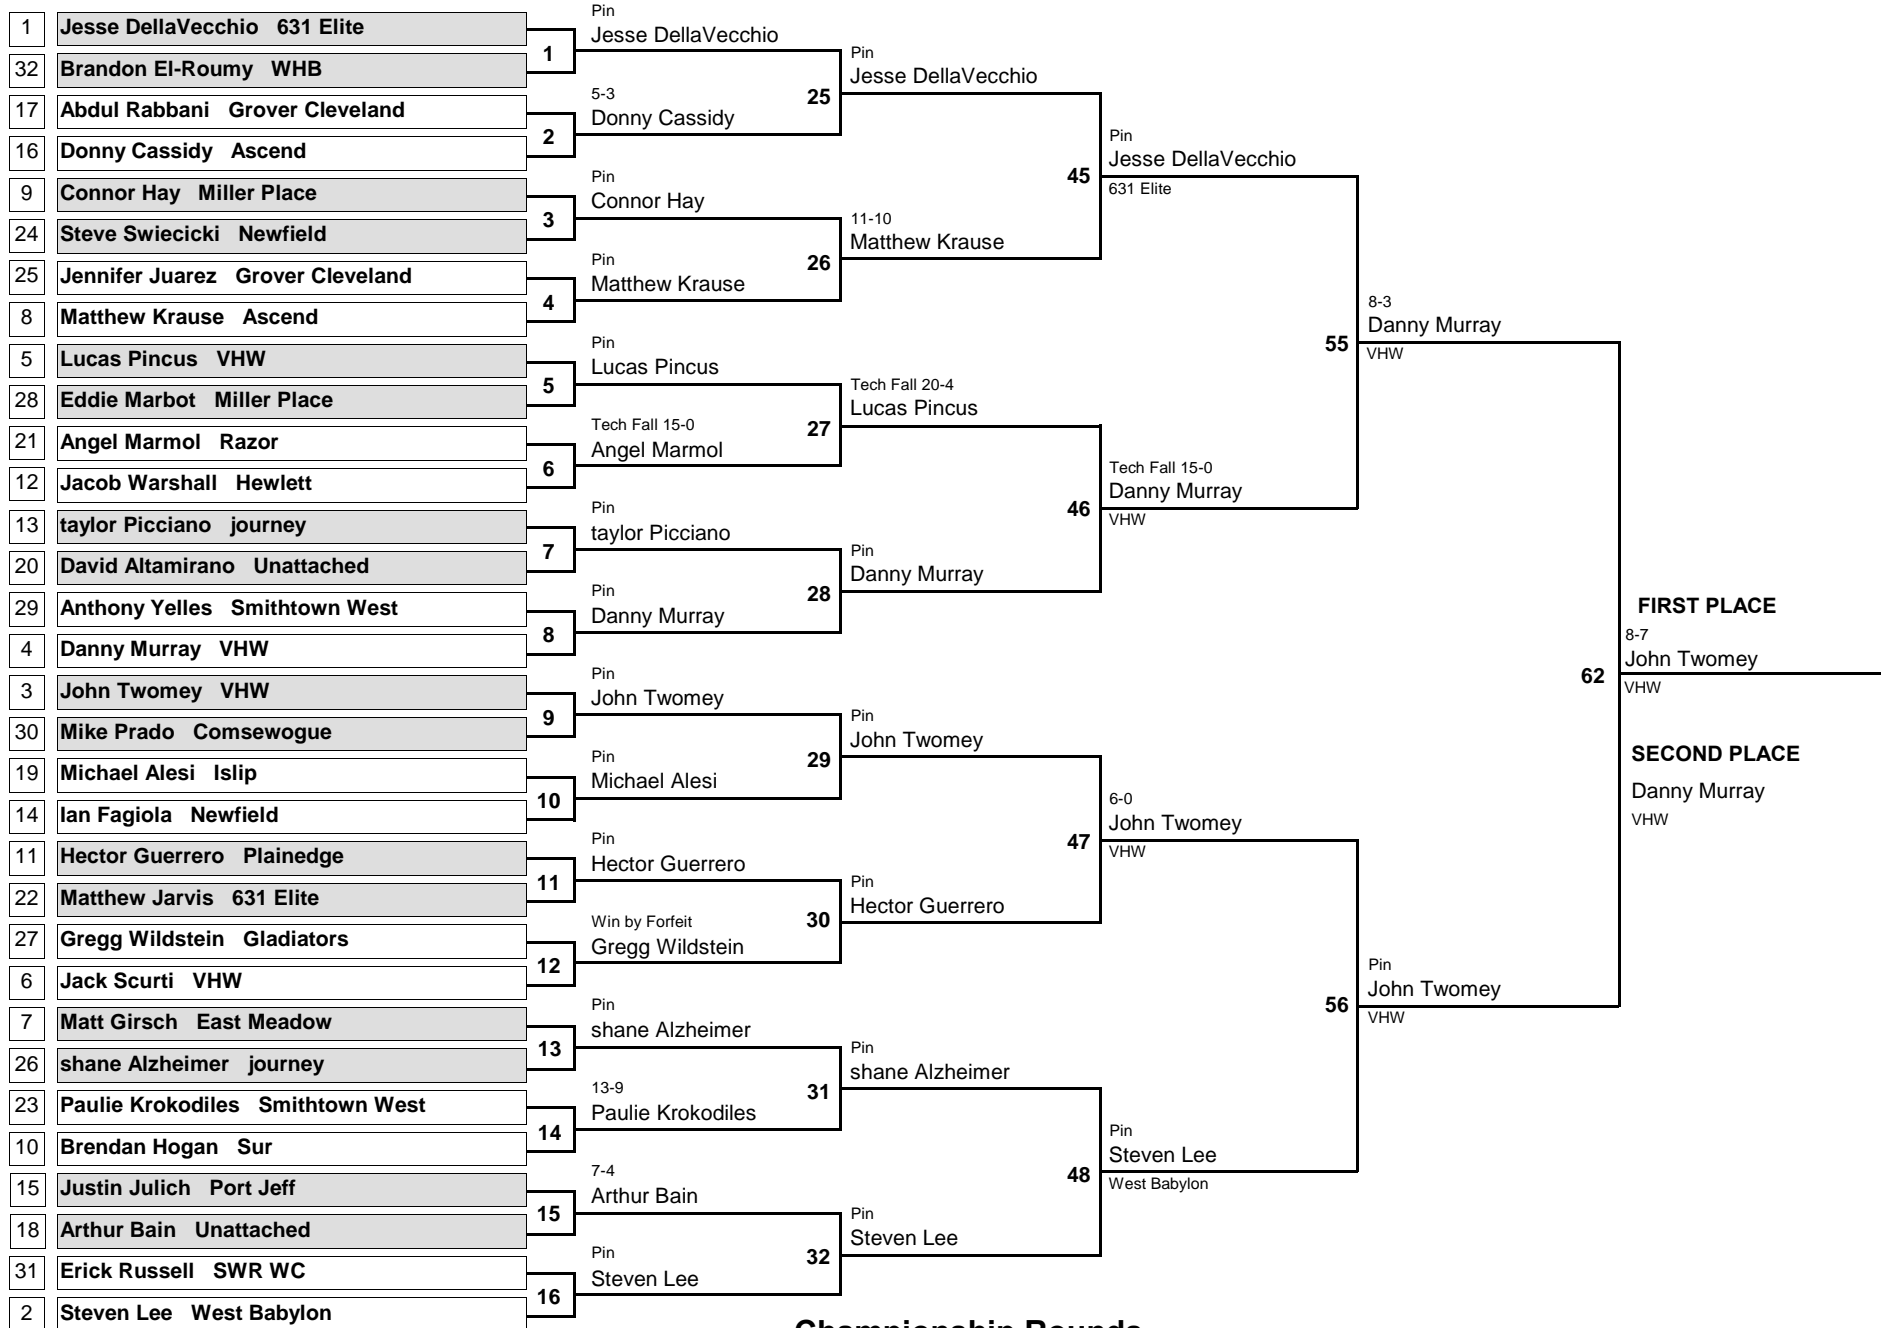 1 Jesse DellaVecchio 631 Elite
32 Brandon El-Roumy WHB
17 Abdul Rabbani Grover Cleveland
16 Donny Cassidy Ascend
9 Connor Hay Miller Place
24 Steve Swiecicki Newfield
25 Jennifer Juarez Grover Cleveland
8 Matthew Krause Ascend
5 Lucas Pincus VHW
28 Eddie Marbot Miller Place
21 Angel Marmol Razor
12 Jacob Warshall Hewlett
13 taylor Picciano journey
20 David Altamirano Unattached
29 Anthony Yelles Smithtown West
4 Danny Murray VHW
3 John Twomey VHW
30 Mike Prado Comsewogue
19 Michael Alesi Islip
14 Ian Fagiola Newfield
11 Hector Guerrero Plainedge
22 Matthew Jarvis 631 Elite
27 Gregg Wildstein Gladiators
6 Jack Scurti VHW
7 Matt Girsch East Meadow
26 shane Alzheimer journey
23 Paulie Krokodiles Smithtown West
10 Brendan Hogan Sur
15 Justin Julich Port Jeff
18 Arthur Bain Unattached
31 Erick Russell SWR WC
2 Steven Lee West Babylon
1
2
3
4
5
6
7
8
9
10
11
12
13
14
15
16
Pin
Jesse DellaVecchio
5-3
Donny Cassidy
Pin
Connor Hay
Pin
Matthew Krause
Pin
Lucas Pincus
Tech Fall 15-0
Angel Marmol
Pin
taylor Picciano
Pin
Danny Murray
Pin
John Twomey
Pin
Michael Alesi
Pin
Hector Guerrero
Win by Forfeit
Gregg Wildstein
Pin
shane Alzheimer
13-9
Paulie Krokodiles
7-4
Arthur Bain
Pin
Steven Lee
25
26
27
28
29
30
31
32
Pin
Jesse DellaVecchio
11-10
Matthew Krause
Tech Fall 20-4
Lucas Pincus
Pin
Danny Murray
Pin
John Twomey
Pin
Hector Guerrero
Pin
shane Alzheimer
Pin
Steven Lee
45
46
47
48
Pin
Jesse DellaVecchio
631 Elite
Tech Fall 15-0
Danny Murray
VHW
6-0
John Twomey
VHW
Pin
Steven Lee
West Babylon
55
56
8-3
Danny Murray
VHW
Pin
John Twomey
VHW
62
FIRST PLACE
8-7
John Twomey
VHW
SECOND PLACE
Danny Murray
VHW
Championship Rounds